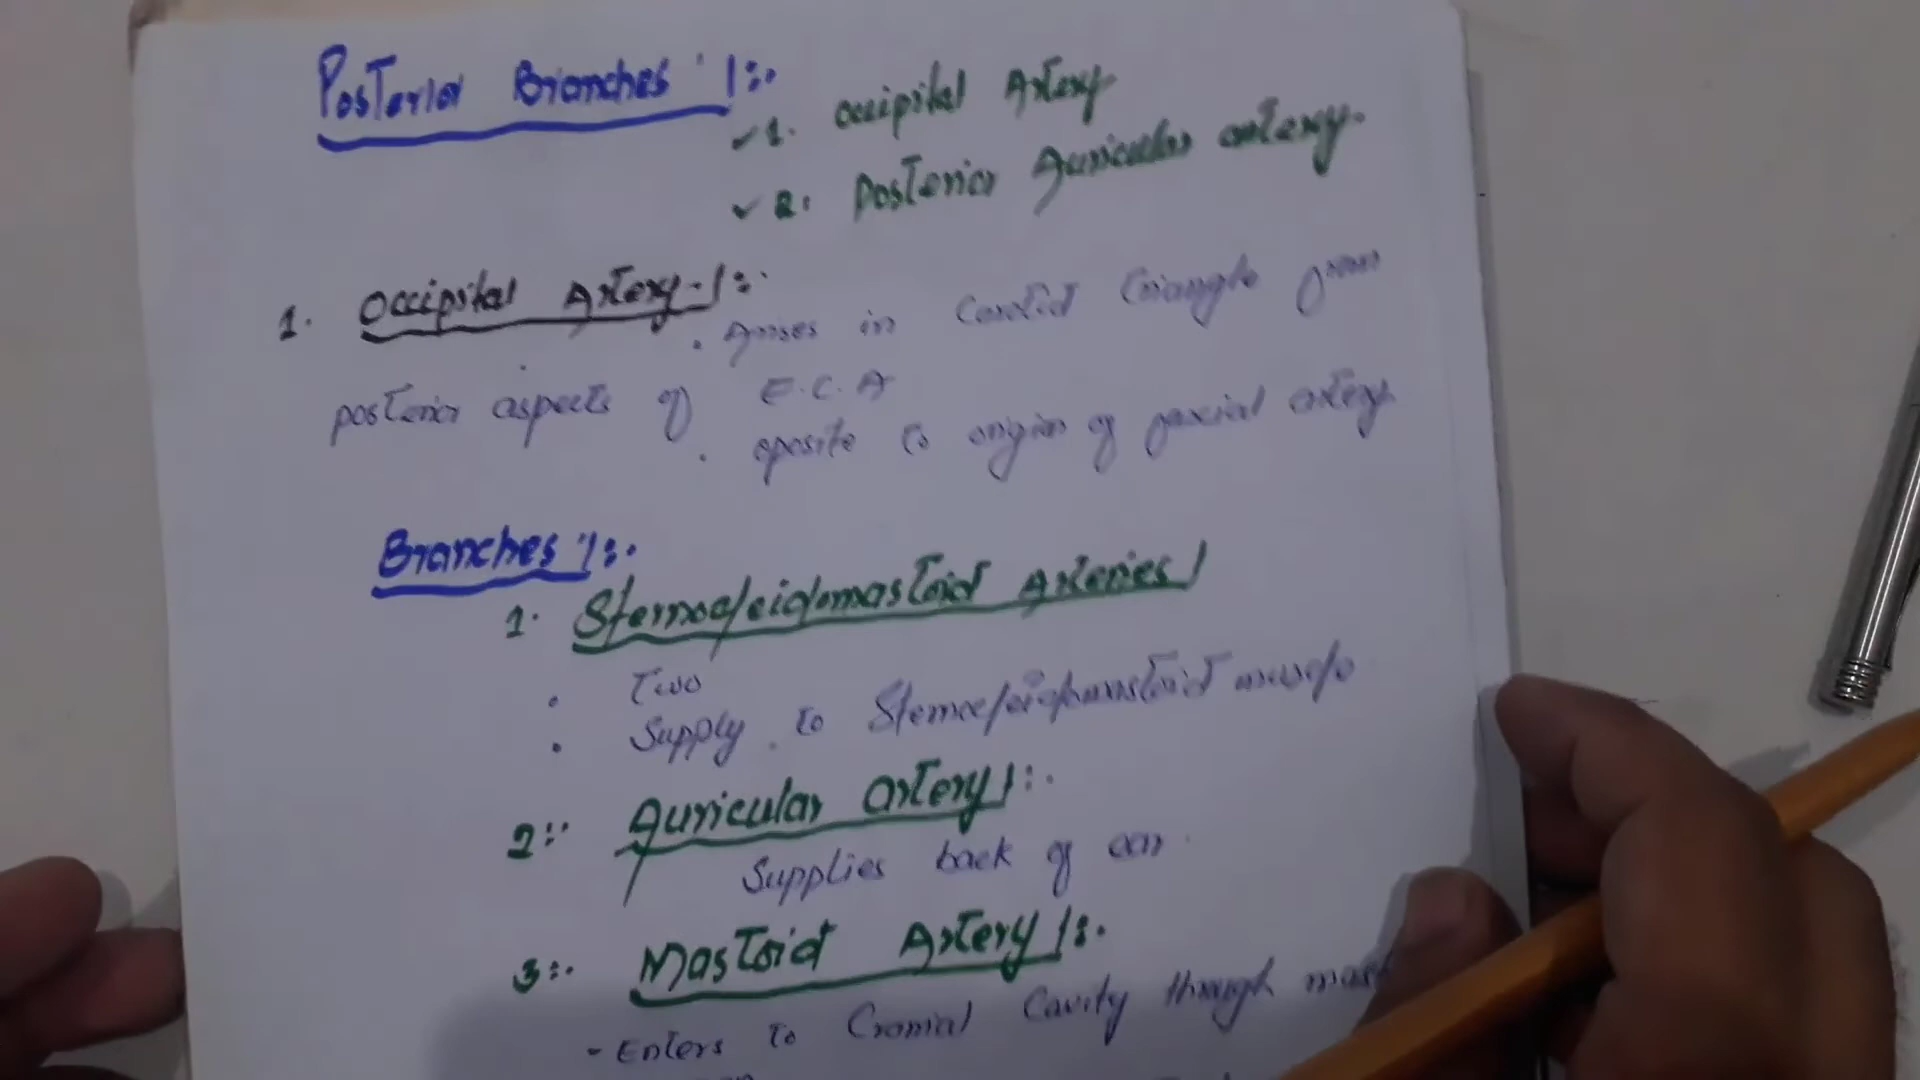 Posterior Branches :-
1. occipital Artery
2. Posterior Auricular artery.
1. Occipital Artery :-
. Arises in Carotid triangle from
posterior aspects of E.C.A
. oposite to origin of facial artery
Branches :-
1. Sternocleidomastoid Arteries
. Two
. Supply to Sternocleidomastoid muscle
2:- Auricular artery :-
Supplies back of ear
3:- Mastoid Artery :-
- Enters to Cranial Cavity through